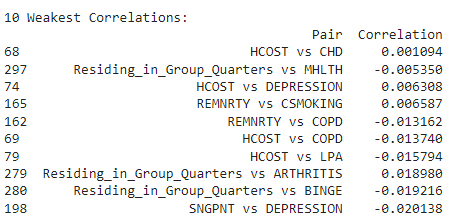 10 Weakest Correlations:
Pair Correlation
68 HCOST vs CHD 0.001094
297 Residing_in_Group_Quarters vs MHLTH -0.005350
74 HCOST vs DEPRESSION 0.006308
165 REMNRTY vs CSMOKING 0.006587
162 REMNRTY vs COPD -0.013162
69 HCOST vs COPD -0.013740
79 HCOST vs LPA -0.015794
279 Residing_in_Group_Quarters vs ARTHRITIS 0.018980
280 Residing_in_Group_Quarters vs BINGE -0.019216
198 SNGPNT vs DEPRESSION -0.020138